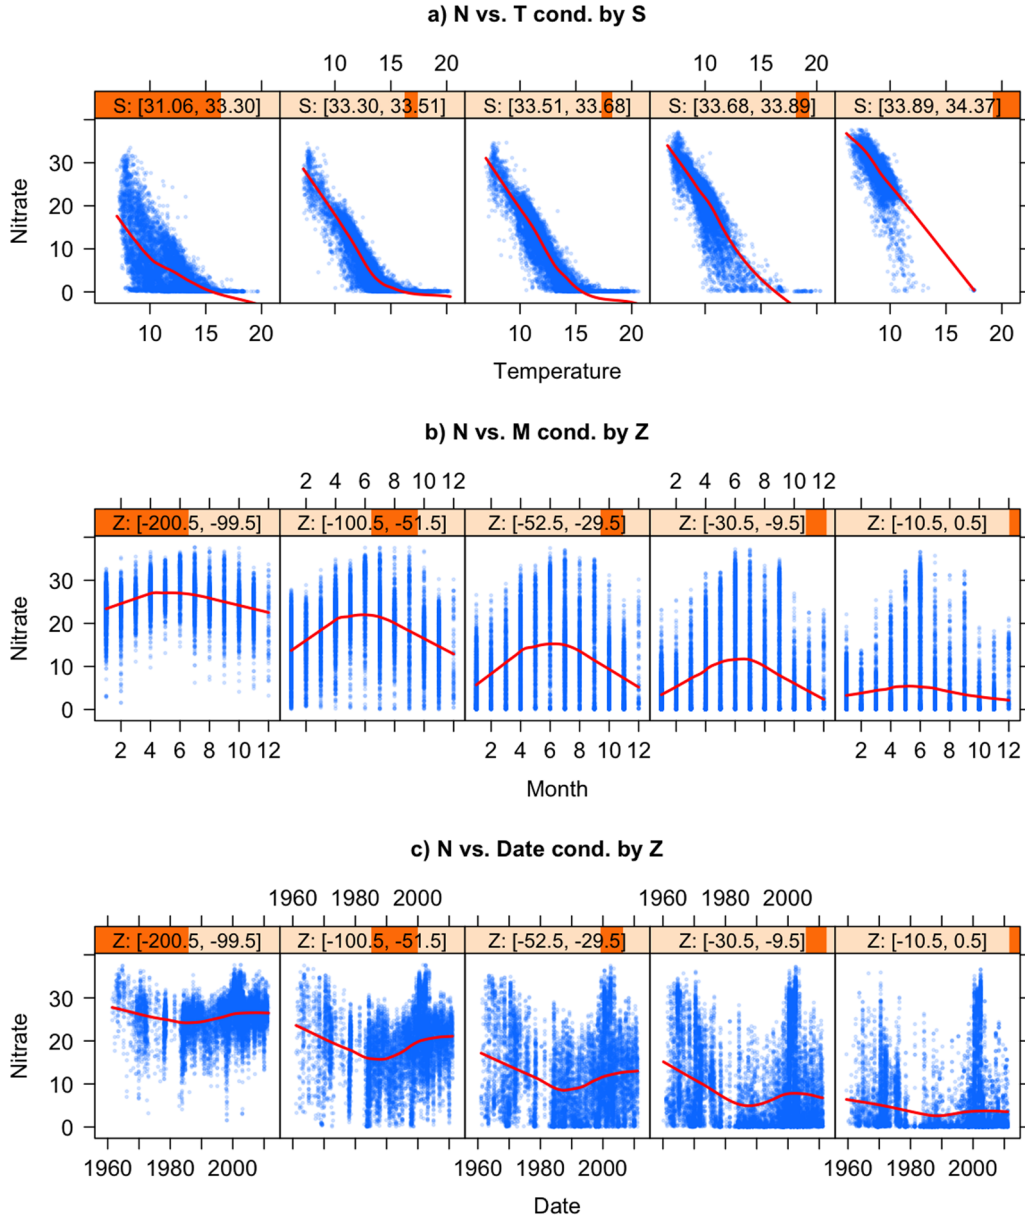 a) N vs. T cond. by S
10 15 20 10 15 20
S: [31.06, 33.30] S: [33.30, 33.51] S: [33.51, 33.68] S: [33.68, 33.89] S: [33.89, 34.37]
30
20
10
0
Nitrate
10 15 20 10 15 20 10 15 20
Temperature
b) N vs. M cond. by Z
2 4 6 8 10 12 2 4 6 8 10 12
Z: [-200.5, -99.5] Z: [-100.5, -51.5] Z: [-52.5, -29.5] Z: [-30.5, -9.5] Z: [-10.5, 0.5]
30
20
10
0
Nitrate
2 4 6 8 10 12 2 4 6 8 10 12 2 4 6 8 10 12
Month
c) N vs. Date cond. by Z
1960 1980 2000 1960 1980 2000
Z: [-200.5, -99.5] Z: [-100.5, -51.5] Z: [-52.5, -29.5] Z: [-30.5, -9.5] Z: [-10.5, 0.5]
30
20
10
0
Nitrate
1960 1980 2000 1960 1980 2000 1960 1980 2000
Date